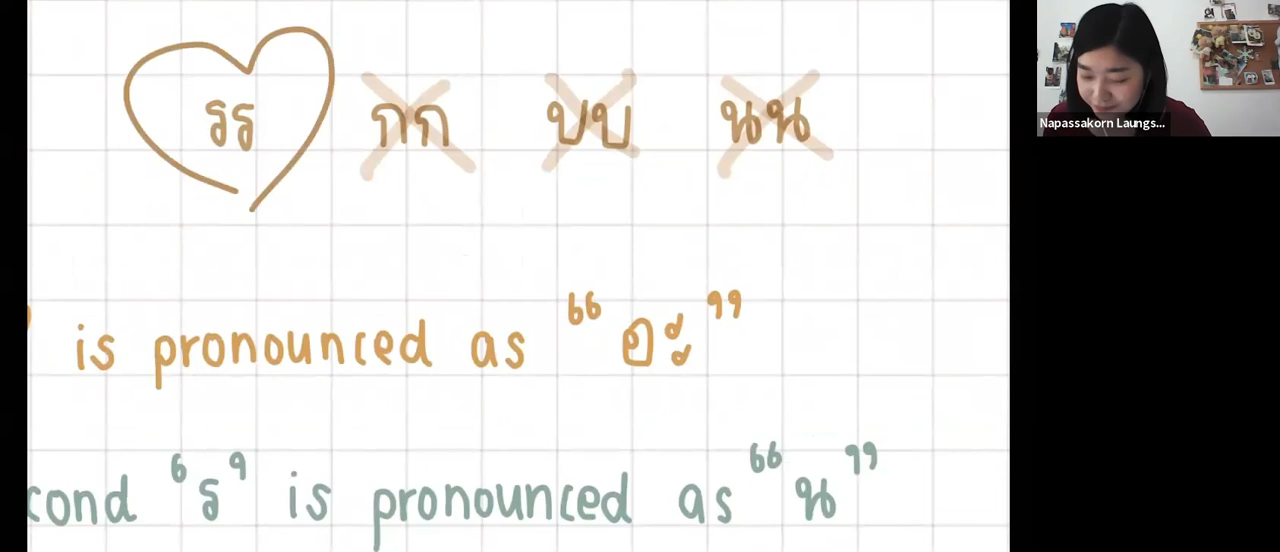 รร กก บบ นน
Napassakorn Laungs...
is pronounced as “อะ”
cond ‘ร’ is pronounced as “น”